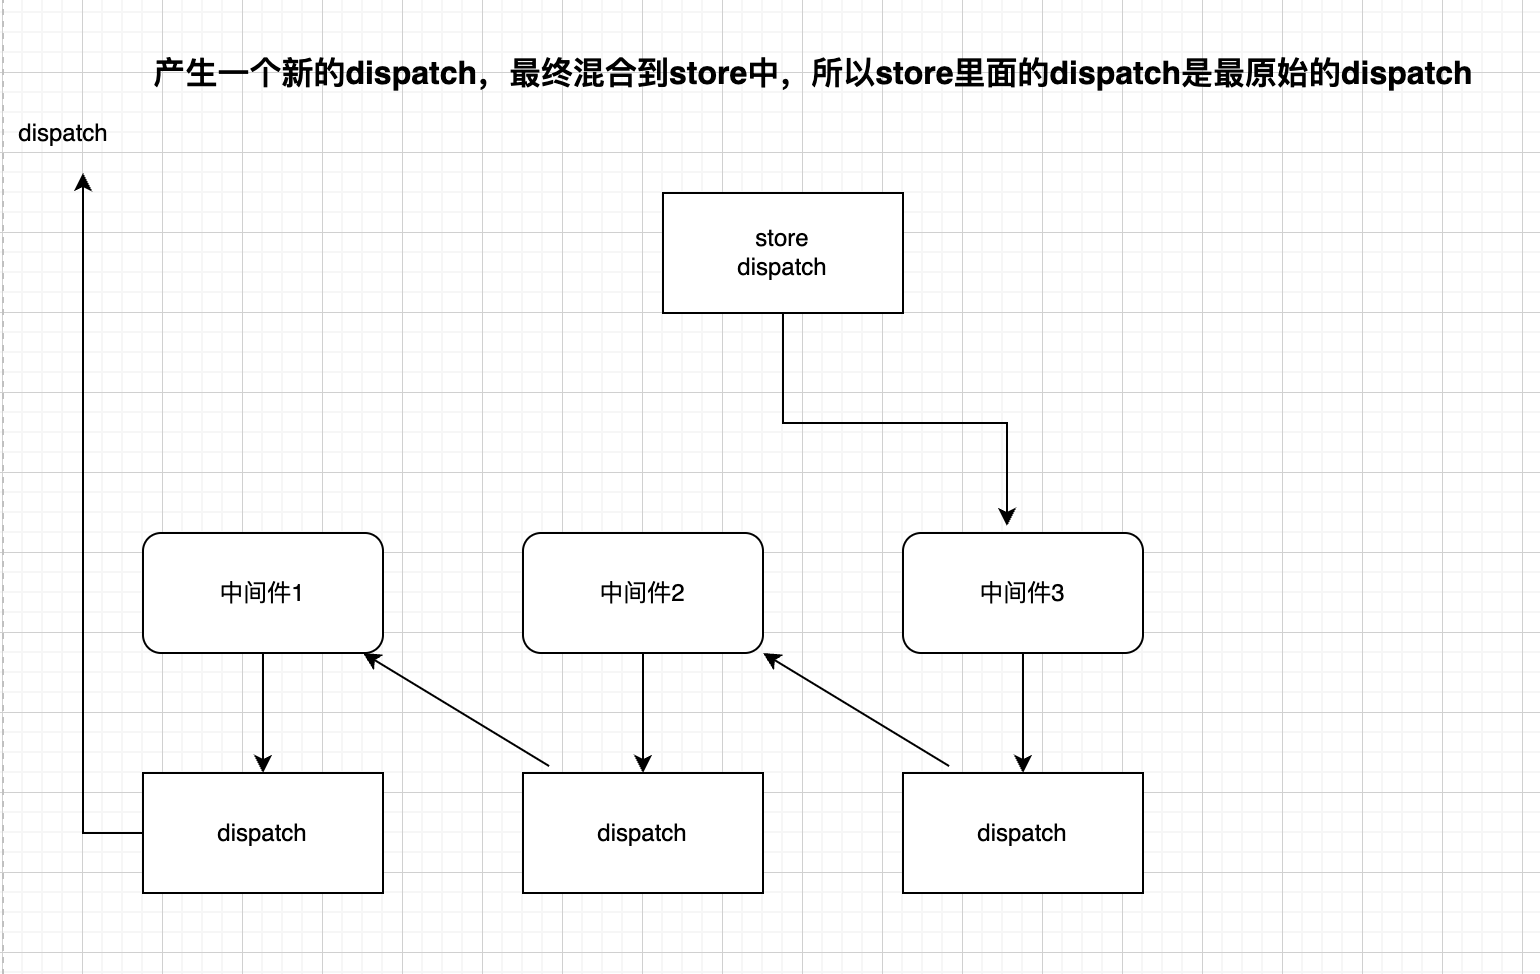 产生一个新的dispatch，最终混合到store中，所以store里面的dispatch是最原始的dispatch
dispatch
store
dispatch
中间件1
中间件2
中间件3
dispatch
dispatch
dispatch